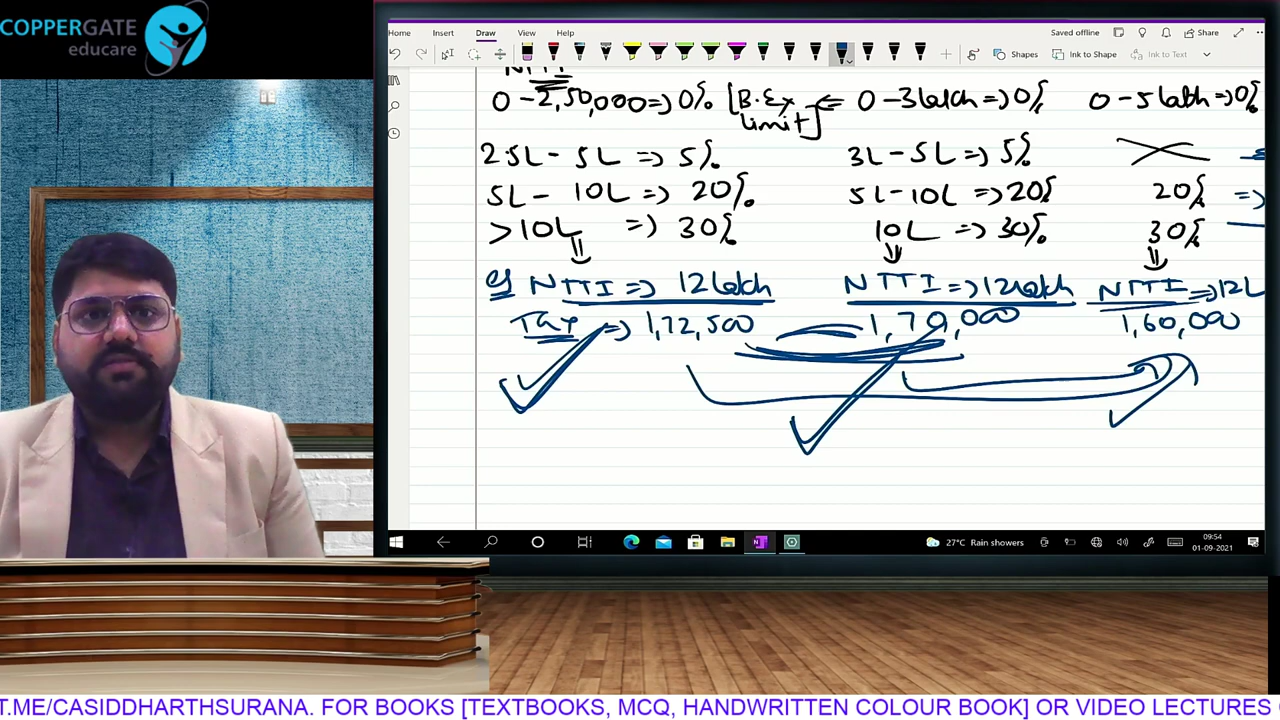 COPPERGATE
educare
Home Insert Draw View Help Saved offline Share
Shapes Ink to Shape Ink to Text
NTTI
0 - 2,50,000 => 0% [B.Ex limit] <= 0 - 3 lakh => 0% 0 - 5 lakh => 0%
2.5L - 5L => 5% 3L - 5L => 5%
5L - 10L => 20% 5L - 10L => 20% 20% =>
> 10L => 30% 10L => 30% 30%
eg NTTI => 12 lakh NTTI => 12 lakh NTTI => 12L
Tax => 1,72,500 1,70,000 1,60,000
27°C Rain showers
09:54
01-09-2021
T.ME/CASIDDHARTHSURANA. FOR BOOKS [TEXTBOOKS, MCQ, HANDWRITTEN COLOUR BOOK] OR VIDEO LECTURES